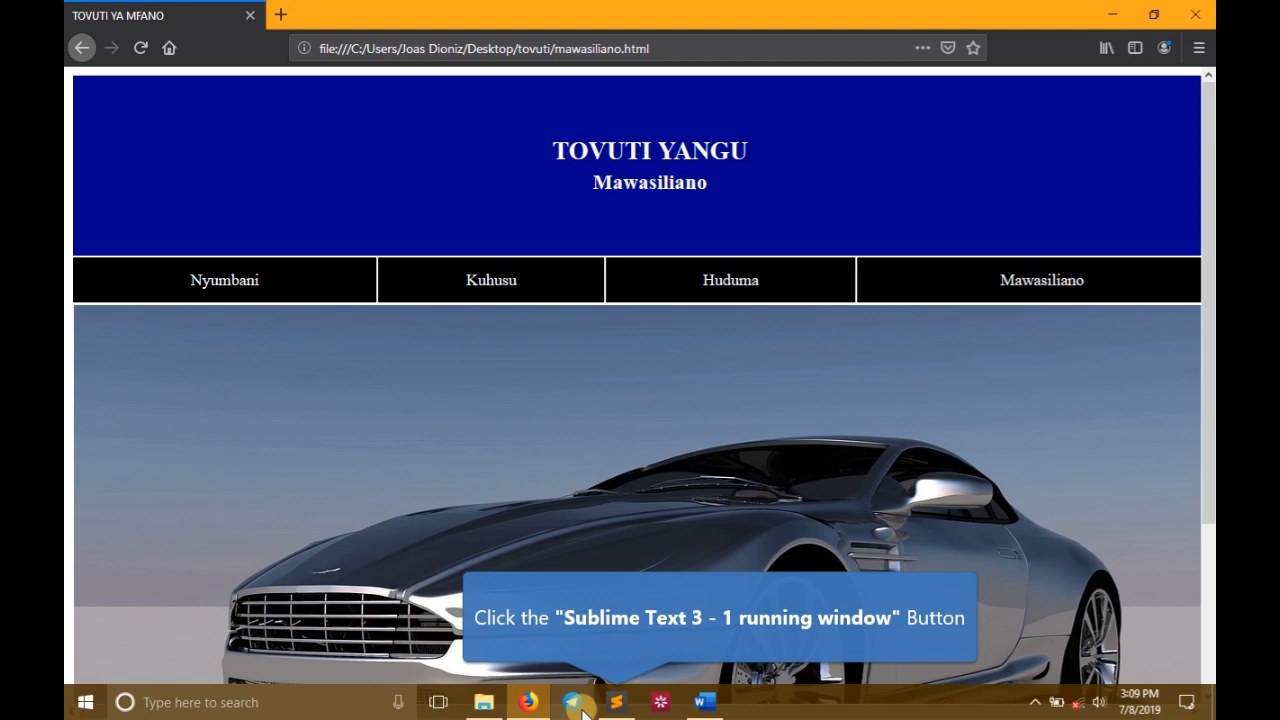 TOVUTI YA MFANO
file:///C:/Users/Joas Dioniz/Desktop/tovuti/mawasiliano.html
TOVUTI YANGU
Mawasiliano
Nyumbani Kuhusu Huduma Mawasiliano
Click the "Sublime Text 3 - 1 running window" Button
Type here to search
3:09 PM
7/8/2019